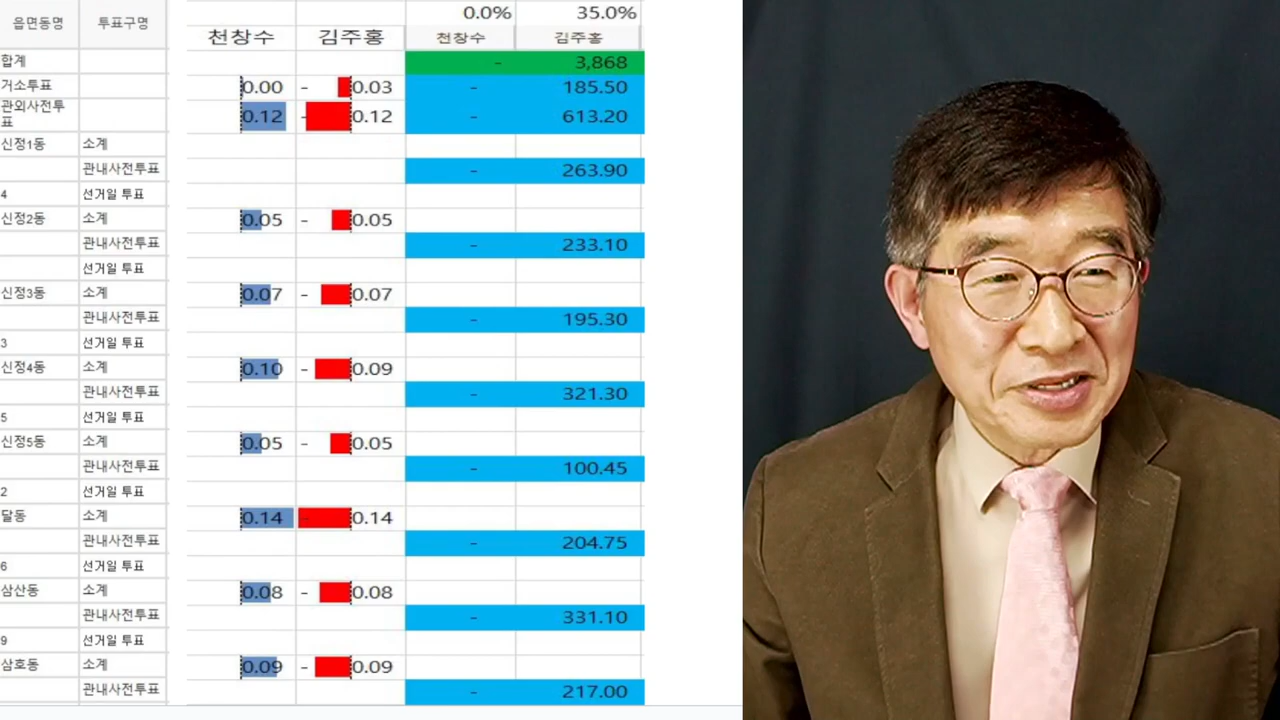 0.0% 35.0%
읍면동명 투표구명 천창수 김주홍 천창수 김주홍
합계 - 3,868
거소투표 0.00 - 0.03 - 185.50
관외사전투
표 0.12 - 0.12 - 613.20
신정1동 소계
관내사전투표 - 263.90
4 선거일 투표
신정2동 소계 0.05 - 0.05
관내사전투표 - 233.10
선거일 투표
신정3동 소계 0.07 - 0.07
관내사전투표 - 195.30
3 선거일 투표
신정4동 소계 0.10 - 0.09
관내사전투표 - 321.30
5 선거일 투표
신정5동 소계 0.05 - 0.05
관내사전투표 - 100.45
2 선거일 투표
달동 소계 0.14 - 0.14
관내사전투표 - 204.75
6 선거일 투표
삼산동 소계 0.08 - 0.08
관내사전투표 - 331.10
9 선거일 투표
삼호동 소계 0.09 - 0.09
관내사전투표 - 217.00